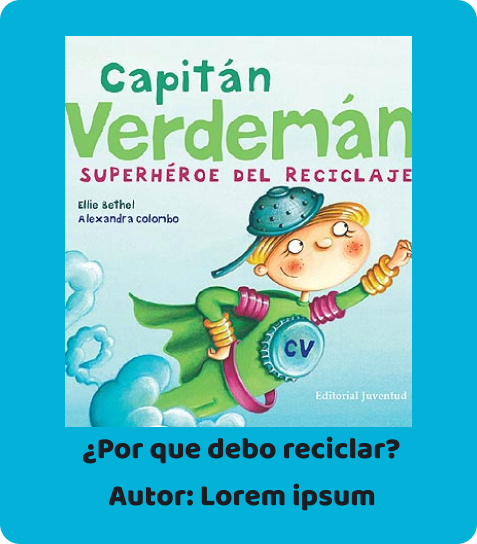 Capitán
Verdemán
SUPERHÉROE DEL RECICLAJE
Ellie Bethel
Alexandra Colombo
CV
Editorial Juventud
¿Por que debo reciclar?
Autor: Lorem ipsum